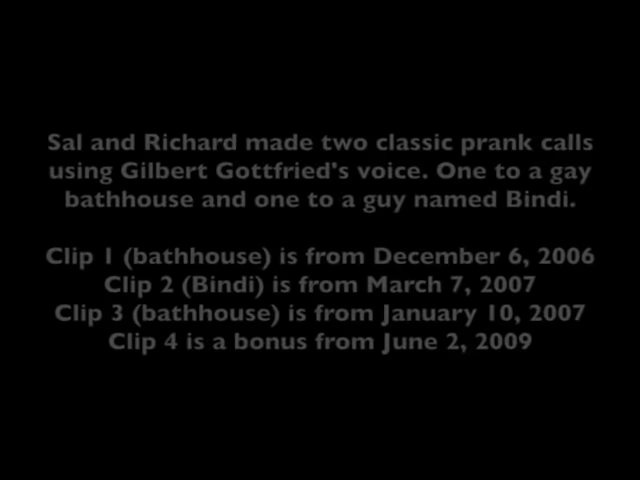 Sal and Richard made two classic prank calls
using Gilbert Gottfried's voice. One to a gay
bathhouse and one to a guy named Bindi.
Clip 1 (bathhouse) is from December 6, 2006
Clip 2 (Bindi) is from March 7, 2007
Clip 3 (bathhouse) is from January 10, 2007
Clip 4 is a bonus from June 2, 2009